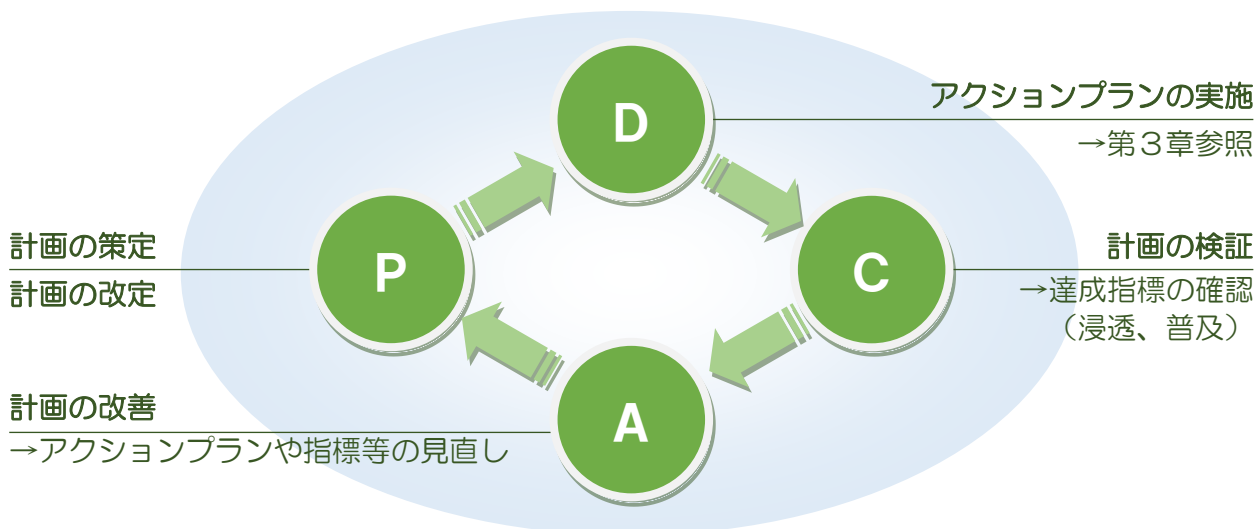 D
アクションプランの実施
→第３章参照
計画の策定
計画の改定
P
C
計画の検証
→達成指標の確認
（浸透、普及）
計画の改善
→アクションプランや指標等の見直し
A